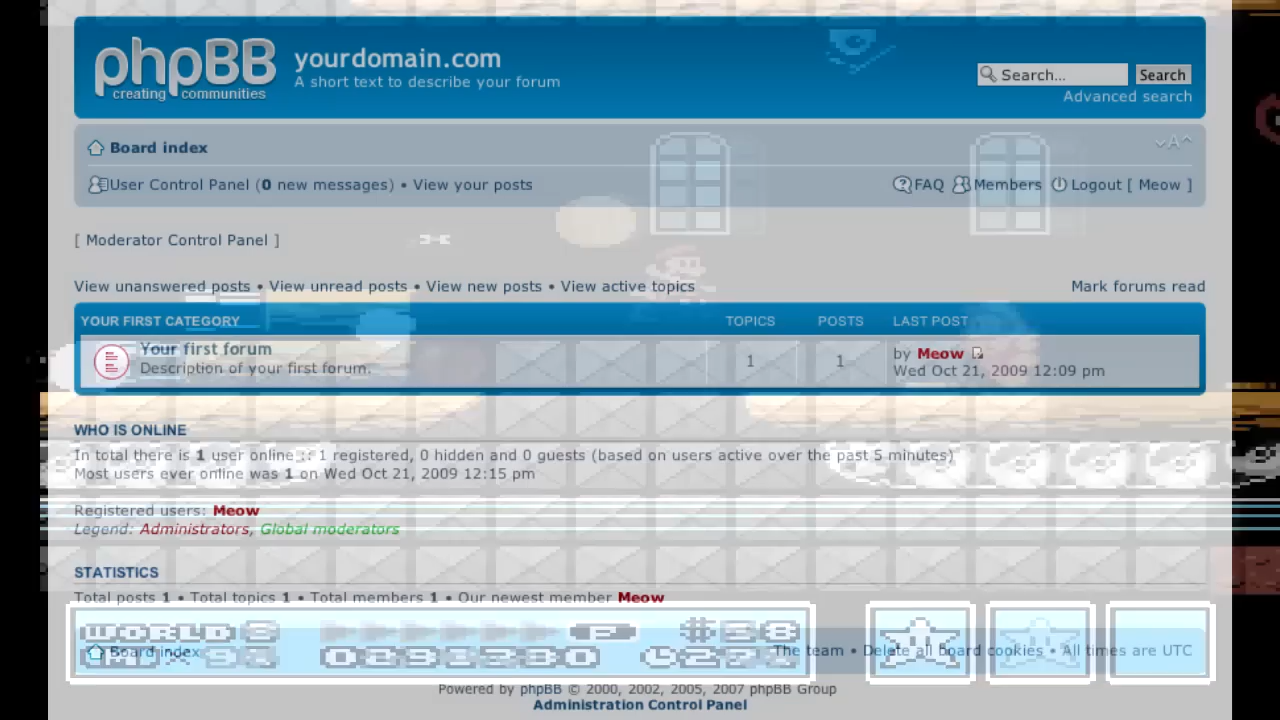 phpBB
creating communities
yourdomain.com
A short text to describe your forum
Search...
Search
Advanced search
Board index
A
User Control Panel (0 new messages) • View your posts
FAQ Members Logout [ Meow ]
[ Moderator Control Panel ]
View unanswered posts • View unread posts • View new posts • View active topics
Mark forums read
YOUR FIRST CATEGORY TOPICS POSTS LAST POST
Your first forum
Description of your first forum.
1 1
by Meow
Wed Oct 21, 2009 12:09 pm
WHO IS ONLINE
In total there is 1 user online :: 1 registered, 0 hidden and 0 guests (based on users active over the past 5 minutes)
Most users ever online was 1 on Wed Oct 21, 2009 12:15 pm
Registered users: Meow
Legend: Administrators, Global moderators
STATISTICS
Total posts 1 • Total topics 1 • Total members 1 • Our newest member Meow
WORLD P
Board index
The team • Delete all board cookies • All times are UTC
Powered by phpBB © 2000, 2002, 2005, 2007 phpBB Group
Administration Control Panel